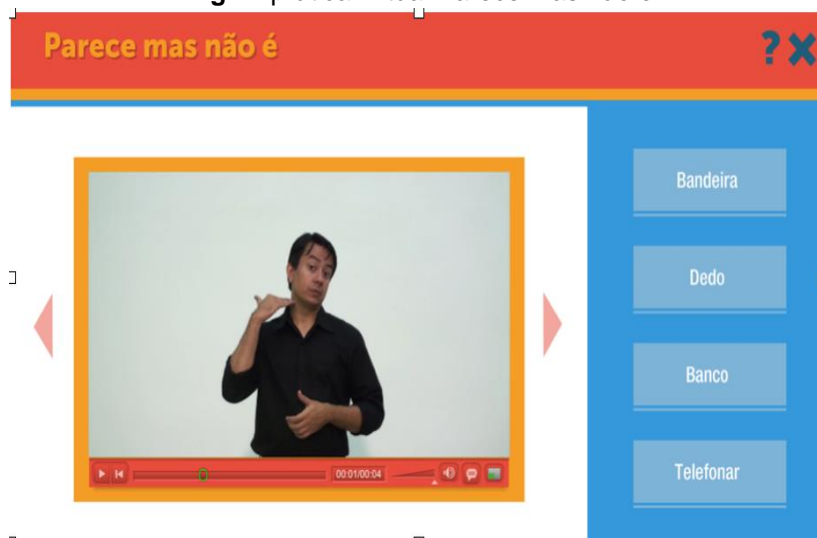 Parece mas não é
? X
Bandeira
Dedo
Banco
Telefonar
00:01/00:04